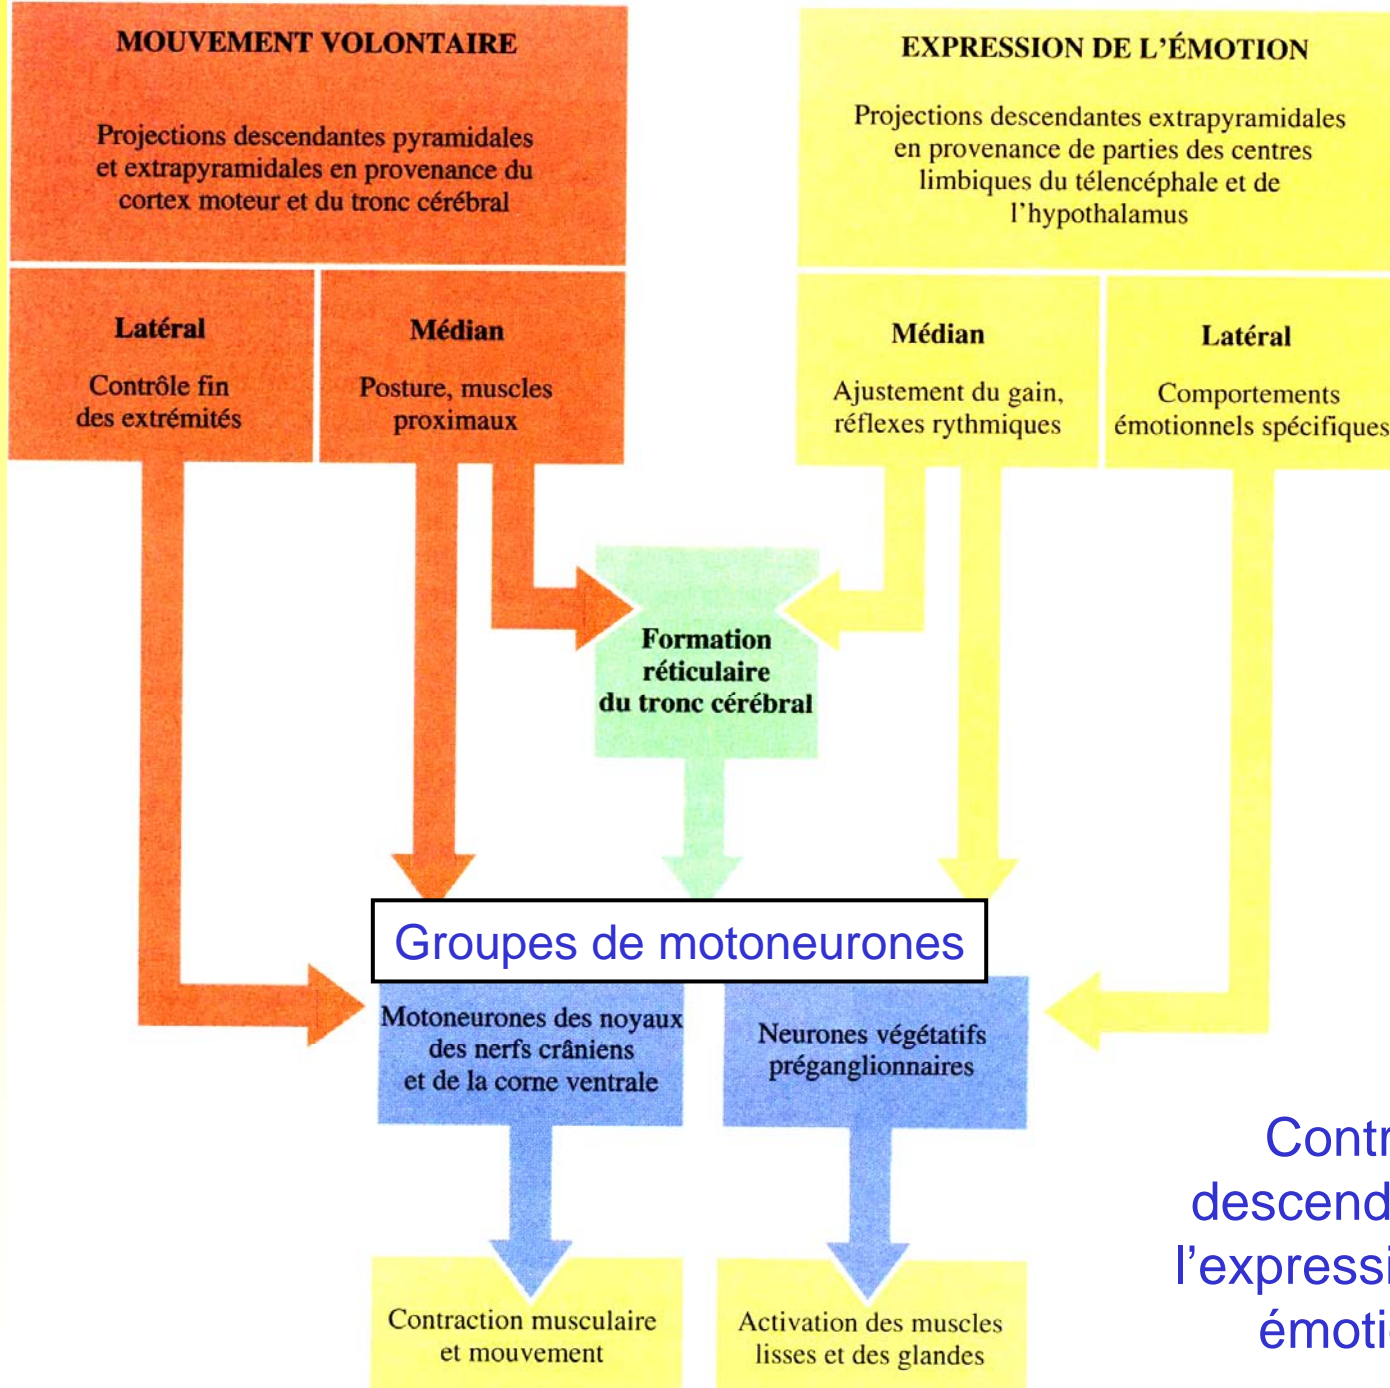 MOUVEMENT VOLONTAIRE
Projections descendantes pyramidales
et extrapyramidales en provenance du
cortex moteur et du tronc cérébral
Latéral
Contrôle fin
des extrémités
Médian
Posture, muscles
proximaux
EXPRESSION DE L’ÉMOTION
Projections descendantes extrapyramidales
en provenance de parties des centres
limbiques du télencéphale et de
l’hypothalamus
Médian
Ajustement du gain,
réflexes rythmiques
Latéral
Comportements
émotionnels spécifiques
Formation
réticulaire
du tronc cérébral
Groupes de motoneurones
Motoneurones des noyaux
des nerfs crâniens
et de la corne ventrale
Neurones végétatifs
préganglionnaires
Contraction musculaire
et mouvement
Activation des muscles
lisses et des glandes
l’expressi